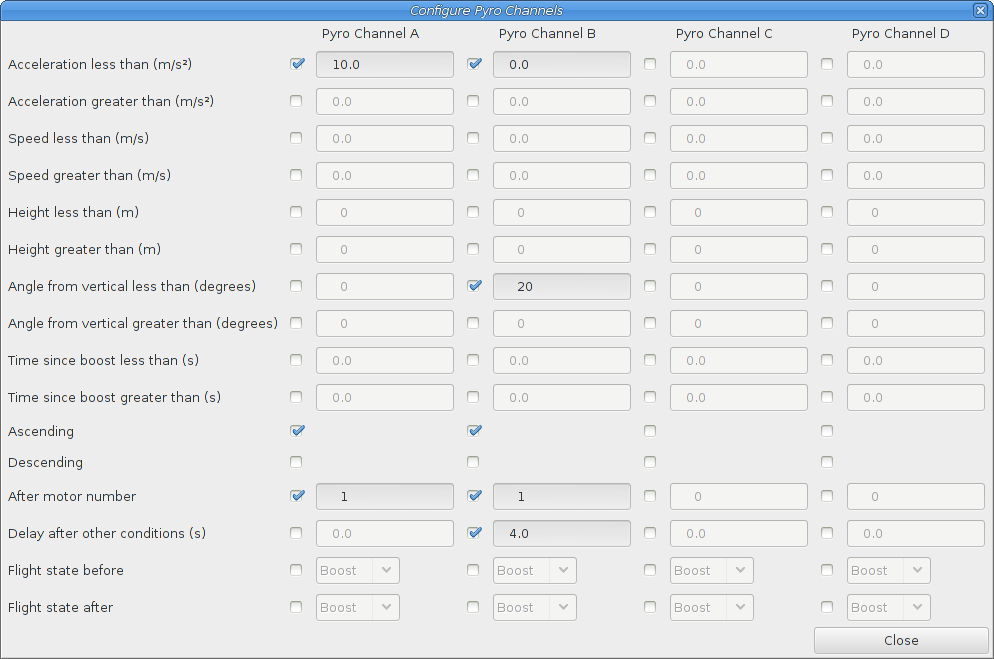 Configure Pyro Channels
Pyro Channel A Pyro Channel B Pyro Channel C Pyro Channel D
Acceleration less than (m/s²) 10.0 0.0 0.0 0.0
Acceleration greater than (m/s²) 0.0 0.0 0.0 0.0
Speed less than (m/s) 0.0 0.0 0.0 0.0
Speed greater than (m/s) 0.0 0.0 0.0 0.0
Height less than (m) 0 0 0 0
Height greater than (m) 0 0 0 0
Angle from vertical less than (degrees) 0 20 0 0
Angle from vertical greater than (degrees) 0 0 0 0
Time since boost less than (s) 0.0 0.0 0.0 0.0
Time since boost greater than (s) 0.0 0.0 0.0 0.0
Ascending
Descending
After motor number 1 1 0 0
Delay after other conditions (s) 0.0 4.0 0.0 0.0
Flight state before Boost Boost Boost Boost
Flight state after Boost Boost Boost Boost
Close